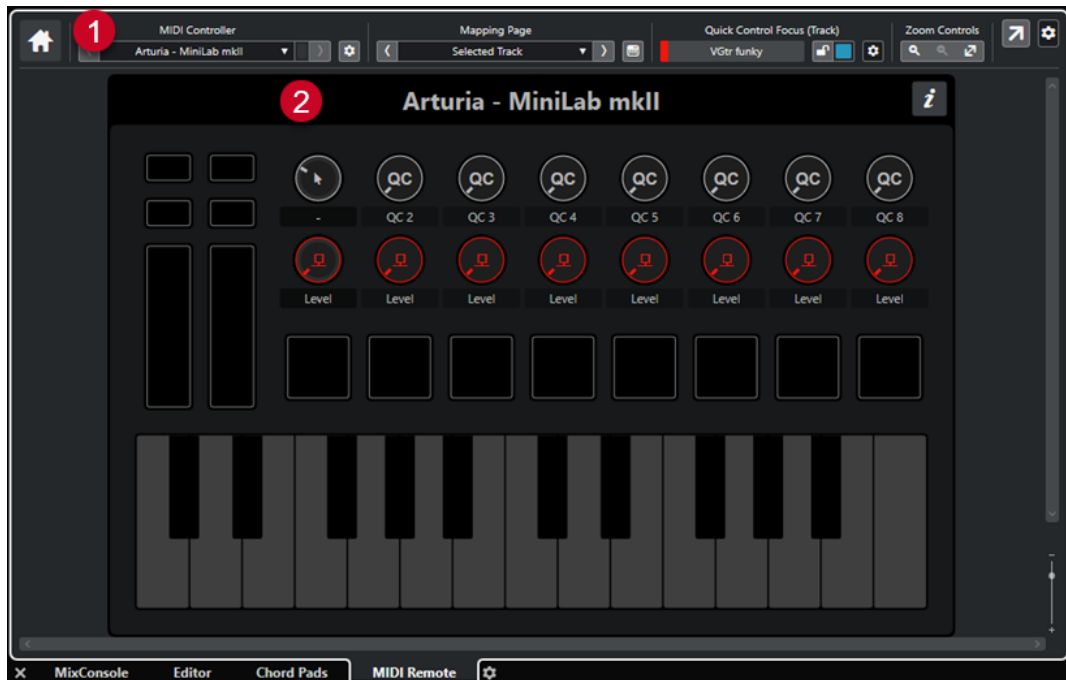 1
MIDI Controller
Mapping Page
Quick Control Focus (Track)
Zoom Controls
Arturia - MiniLab mkII
Selected Track
VGtr funky
2
Arturia - MiniLab mkII
i
QC QC QC QC QC QC QC
- QC 2 QC 3 QC 4 QC 5 QC 6 QC 7 QC 8
Level Level Level Level Level Level Level Level
MixConsole Editor Chord Pads MIDI Remote